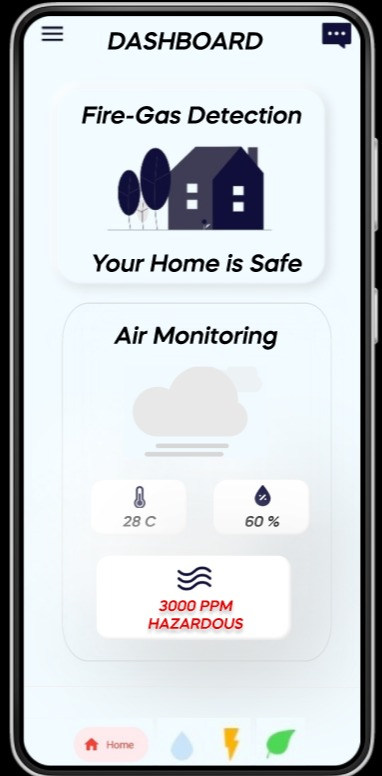 DASHBOARD
Fire-Gas Detection
Your Home is Safe
Air Monitoring
28 C
60 %
3000 PPM
HAZARDOUS
Home